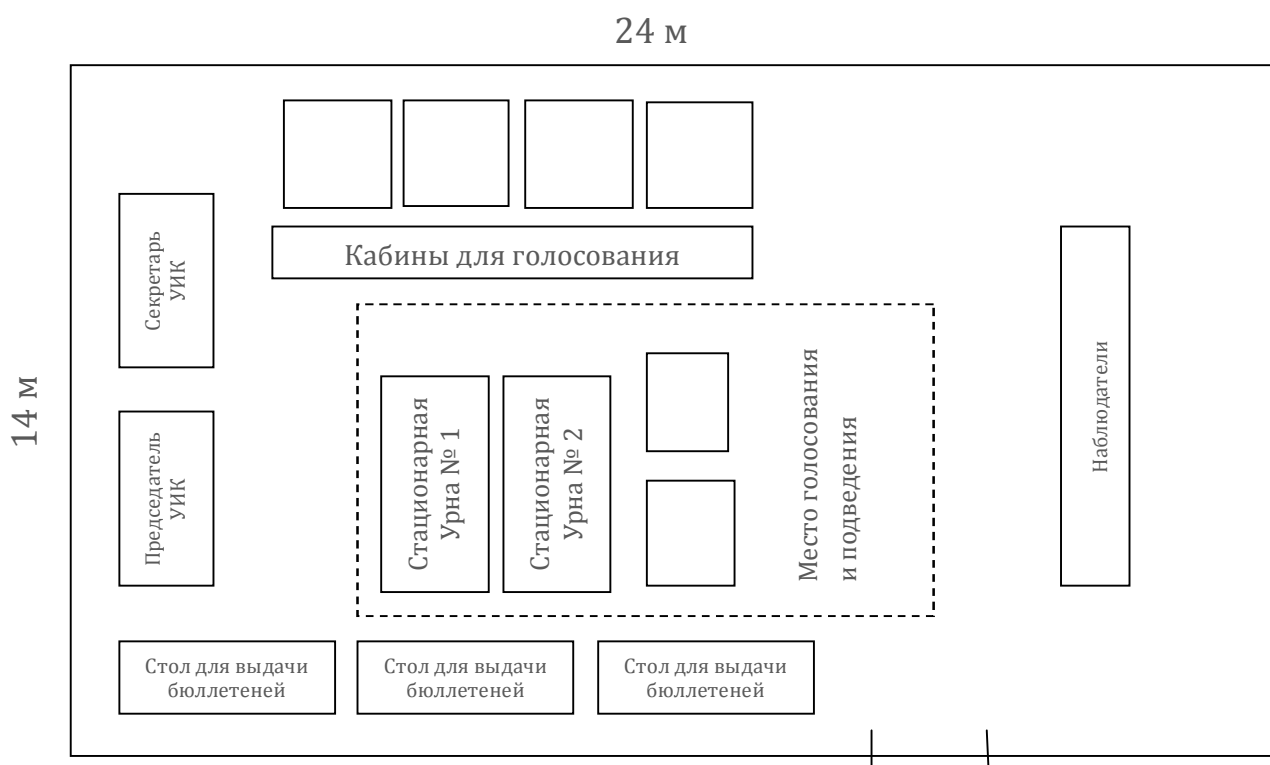 24 м
14 м
Секретарь
УИК
Председатель
УИК
Кабины для голосования
Стационарная
Урна № 1
Стационарная
Урна № 2
Место голосования
и подведения
Наблюдатели
Стол для выдачи
бюллетеней
Стол для выдачи
бюллетеней
Стол для выдачи
бюллетеней